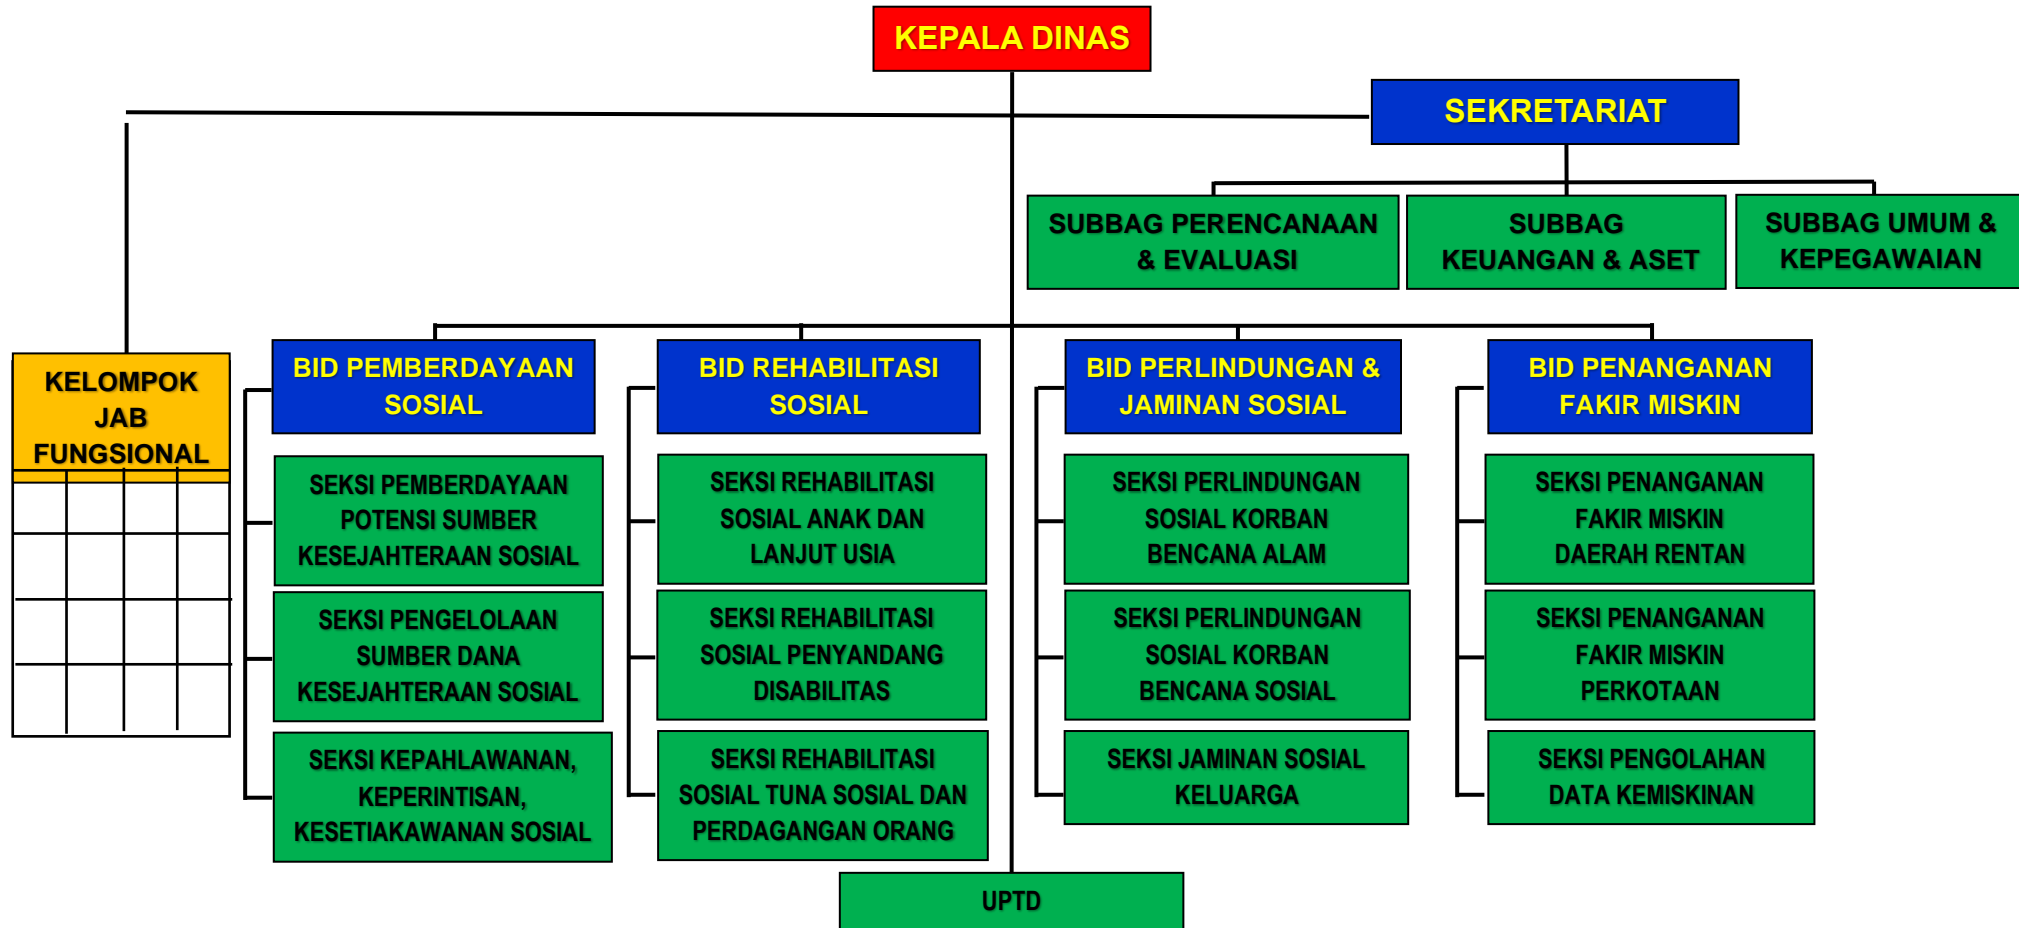 KEPALA DINAS
SEKRETARIAT
SUBBAG PERENCANAAN
& EVALUASI
SUBBAG
KEUANGAN & ASET
SUBBAG UMUM &
KEPEGAWAIAN
KELOMPOK
JAB
FUNGSIONAL
BID PEMBERDAYAAN
SOSIAL
SEKSI PEMBERDAYAAN
POTENSI SUMBER
KESEJAHTERAAN SOSIAL
SEKSI PENGELOLAAN
SUMBER DANA
KESEJAHTERAAN SOSIAL
SEKSI KEPAHLAWANAN,
KEPERINTISAN,
KESETIAKAWANAN SOSIAL
BID REHABILITASI
SOSIAL
SEKSI REHABILITASI
SOSIAL ANAK DAN
LANJUT USIA
SEKSI REHABILITASI
SOSIAL PENYANDANG
DISABILITAS
SEKSI REHABILITASI
SOSIAL TUNA SOSIAL DAN
PERDAGANGAN ORANG
BID PERLINDUNGAN &
JAMINAN SOSIAL
SEKSI PERLINDUNGAN
SOSIAL KORBAN
BENCANA ALAM
SEKSI PERLINDUNGAN
SOSIAL KORBAN
BENCANA SOSIAL
SEKSI JAMINAN SOSIAL
KELUARGA
BID PENANGANAN
FAKIR MISKIN
SEKSI PENANGANAN
FAKIR MISKIN
DAERAH RENTAN
SEKSI PENANGANAN
FAKIR MISKIN
PERKOTAAN
SEKSI PENGOLAHAN
DATA KEMISKINAN
UPTD